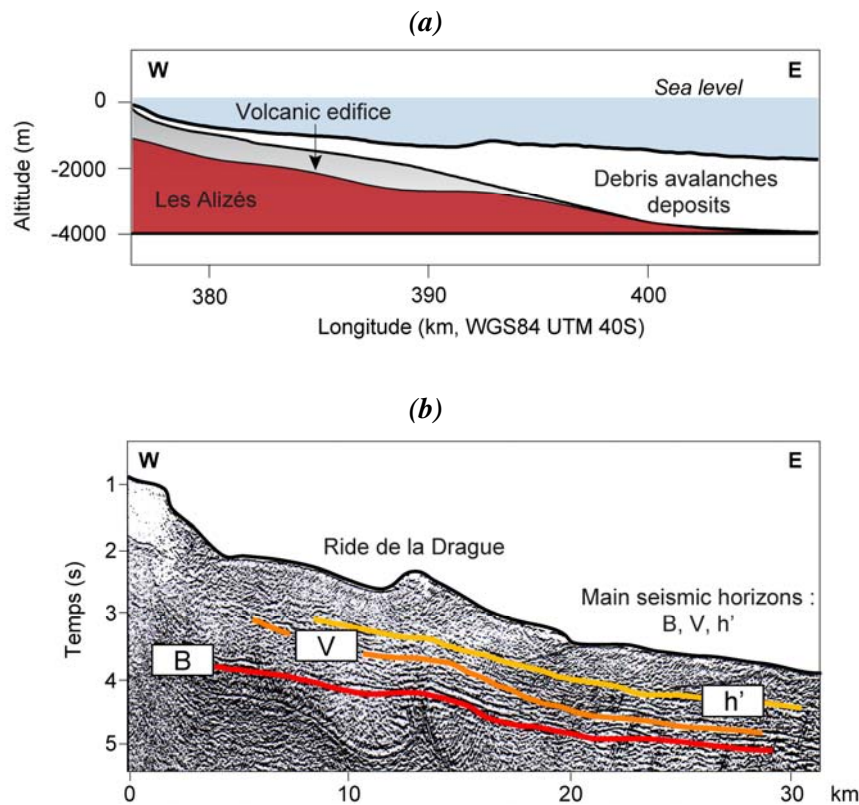 (a)
W
E
Sea level
0
Volcanic edifice
Altitude (m)
-2000
Les Alizés
Debris avalanches
deposits
-4000
380
390
400
Longitude (km, WGS84 UTM 40S)
(b)
W
E
1
2
Ride de la Drague
Main seismic horizons :
B, V, h'
Temps (s)
3
V
B
4
h'
5
0
10
20
30
km